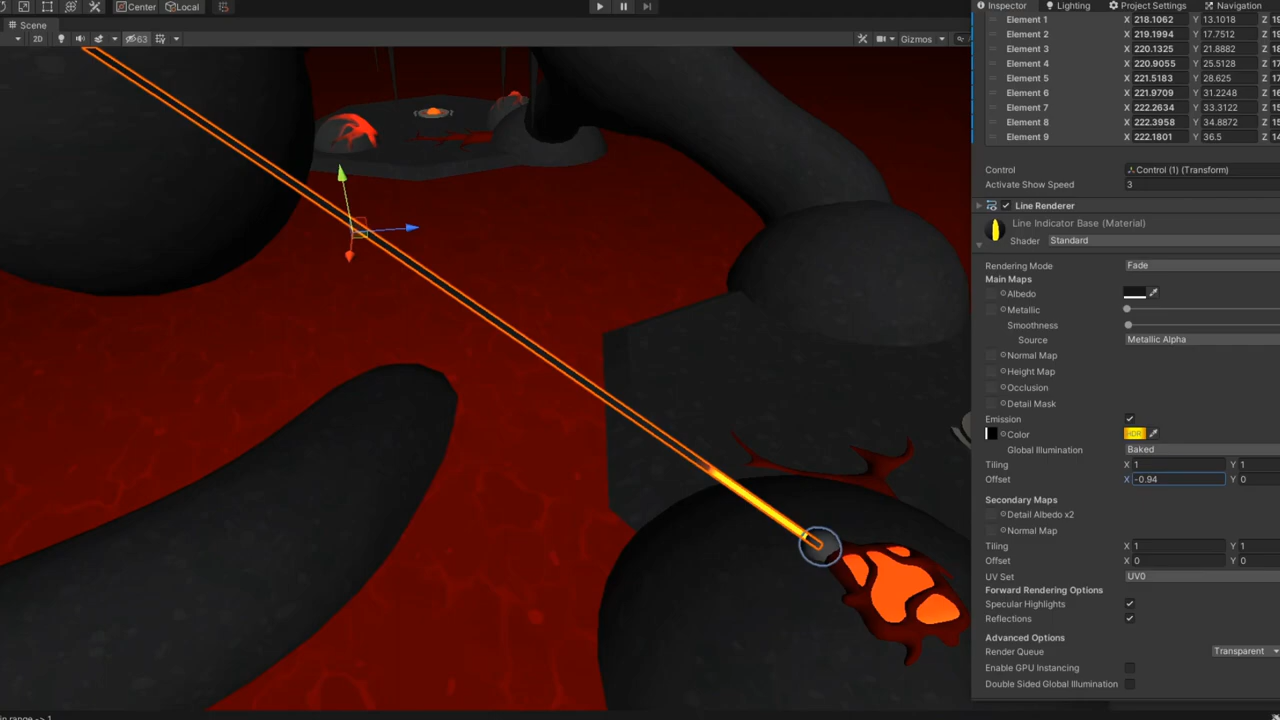 Center Local
Inspector Lighting Project Settings Navigation
Scene
Element 1 X 218.1062 Y 13.1018 Z
2D 63 Gizmos
Element 2 X 219.1994 Y 17.7512 Z
Element 3 X 220.1325 Y 21.8882 Z
Element 4 X 220.9055 Y 25.5128 Z
Element 5 X 221.5183 Y 28.625 Z
Element 6 X 221.9709 Y 31.2248 Z
Element 7 X 222.2634 Y 33.3122 Z
Element 8 X 222.3958 Y 34.8872 Z
Element 9 X 222.1801 Y 36.5 Z
Control Control (1) (Transform)
Activate Show Speed 3
Line Renderer
Line Indicator Base (Material)
Shader Standard
Rendering Mode Fade
Main Maps
Albedo
Metallic
Smoothness
Source Metallic Alpha
Normal Map
Height Map
Occlusion
Detail Mask
Emission
Color HDR
Global Illumination Baked
Tiling X 1 Y 1
Offset X -0.94 Y 0
Secondary Maps
Detail Albedo x2
Normal Map
Tiling X 1 Y 1
Offset X 0 Y 0
UV Set UV0
Forward Rendering Options
Specular Highlights
Reflections
Advanced Options
Render Queue Transparent
Enable GPU Instancing
Double Sided Global Illumination
in range -> 1